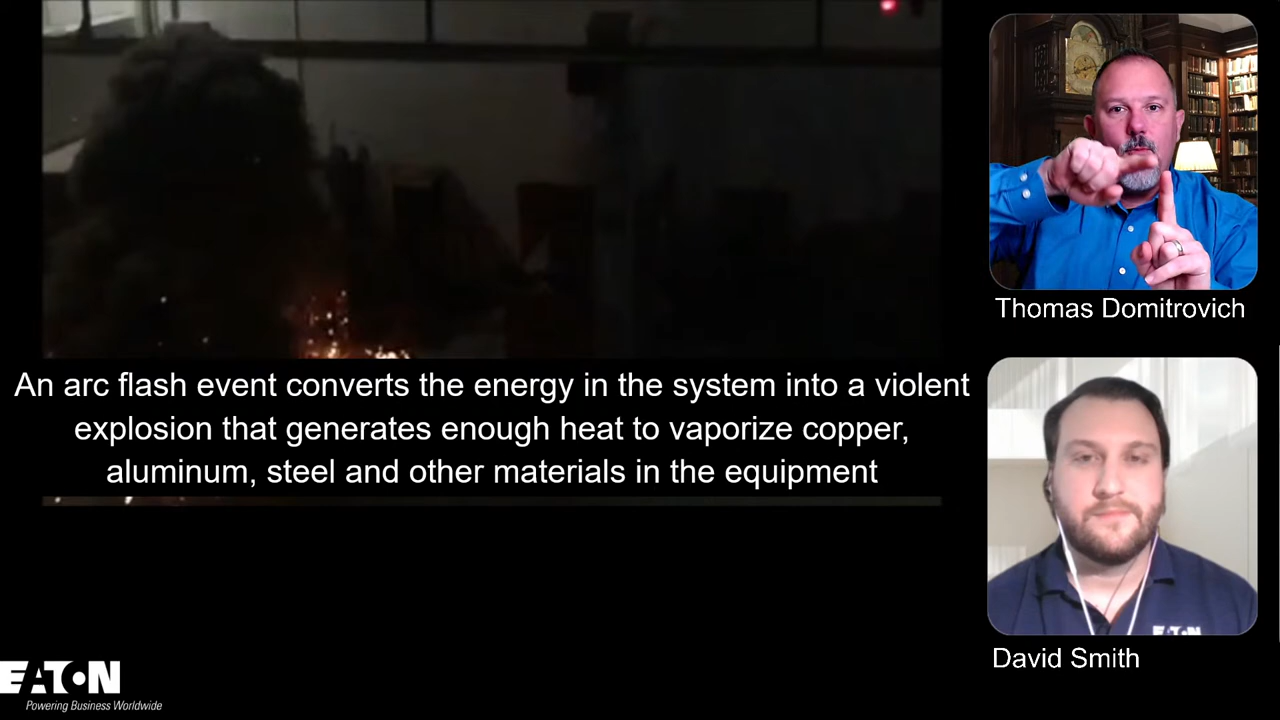 Thomas Domitrovich
An arc flash event converts the energy in the system into a violent
explosion that generates enough heat to vaporize copper,
aluminum, steel and other materials in the equipment
EATON
David Smith
EATON
Powering Business Worldwide